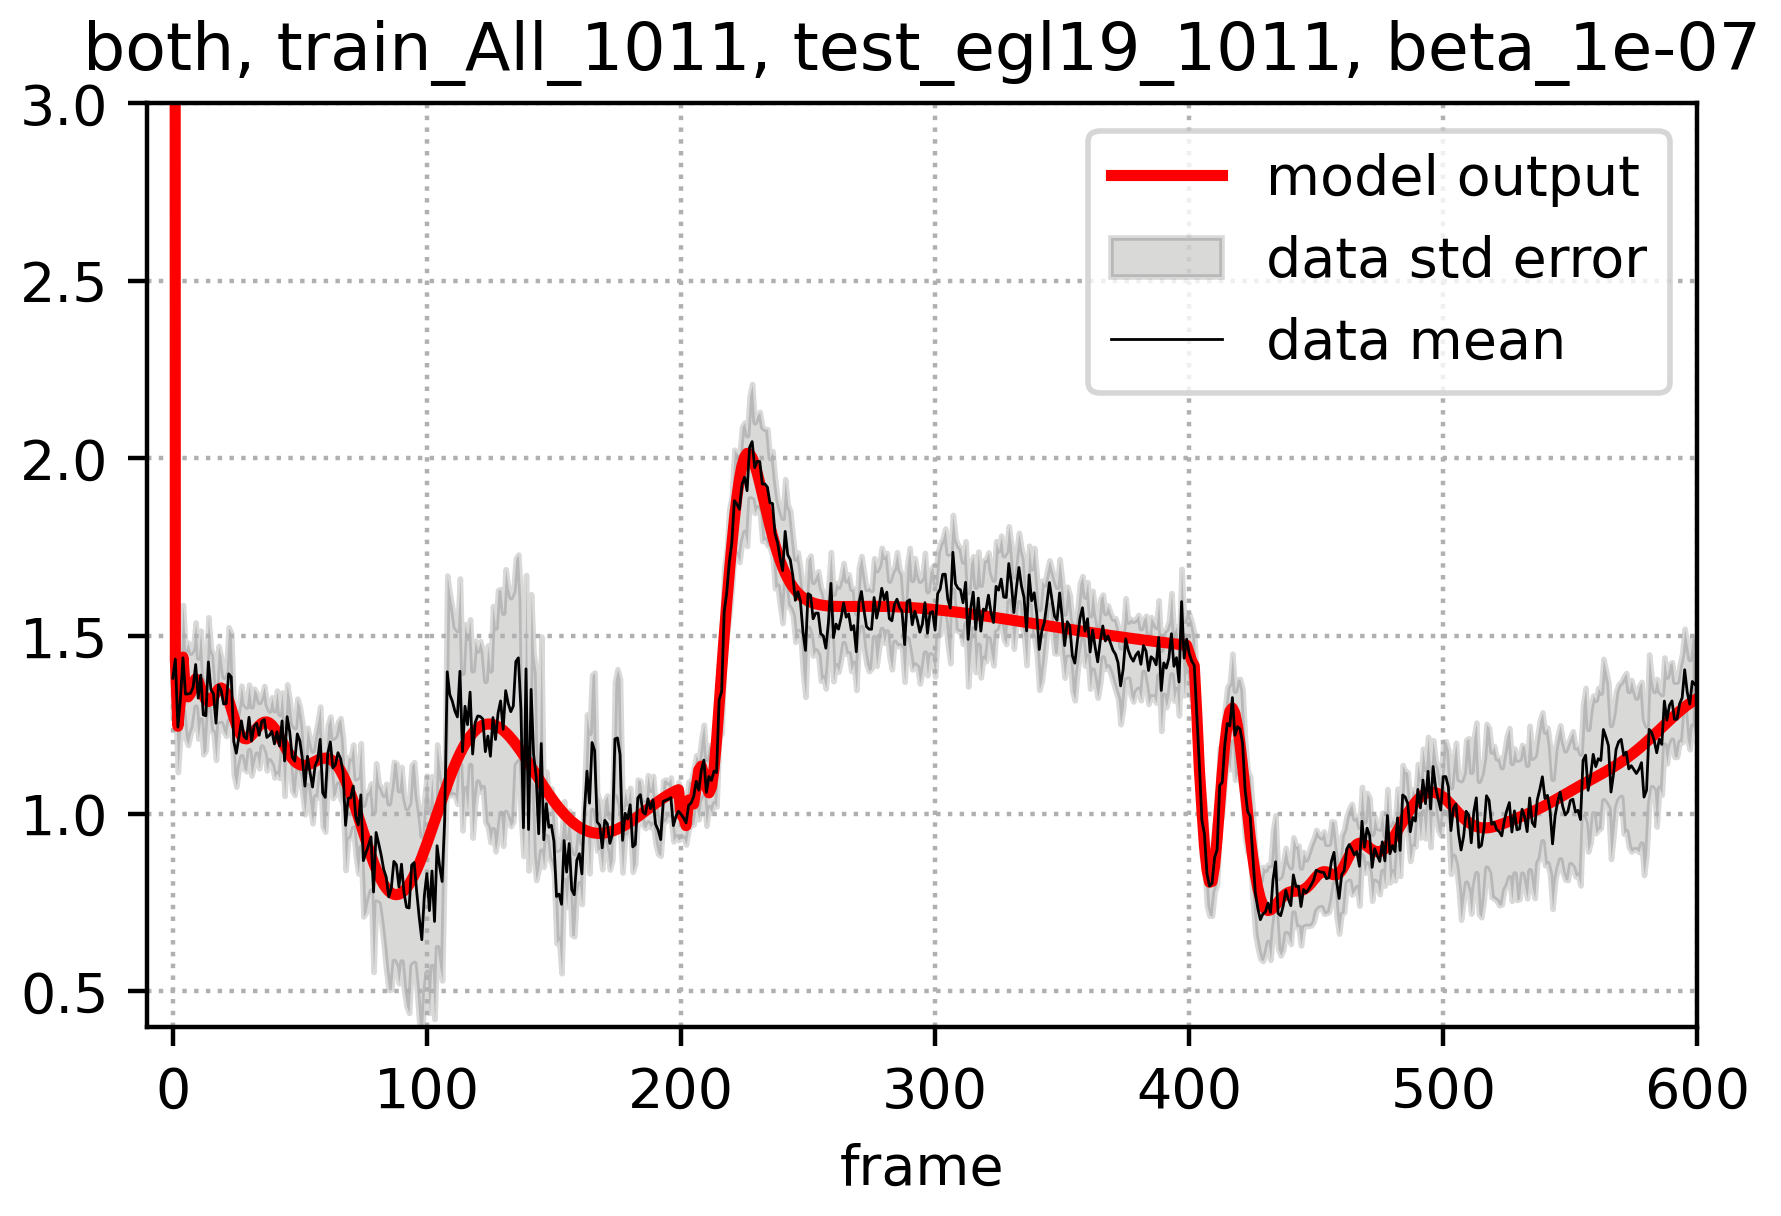 both, train_All_1011, test_egl19_1011, beta_1e-07
3.0
2.5
2.0
1.5
1.0
0.5
model output
data std error
data mean
0 100 200 300 400 500 600
frame